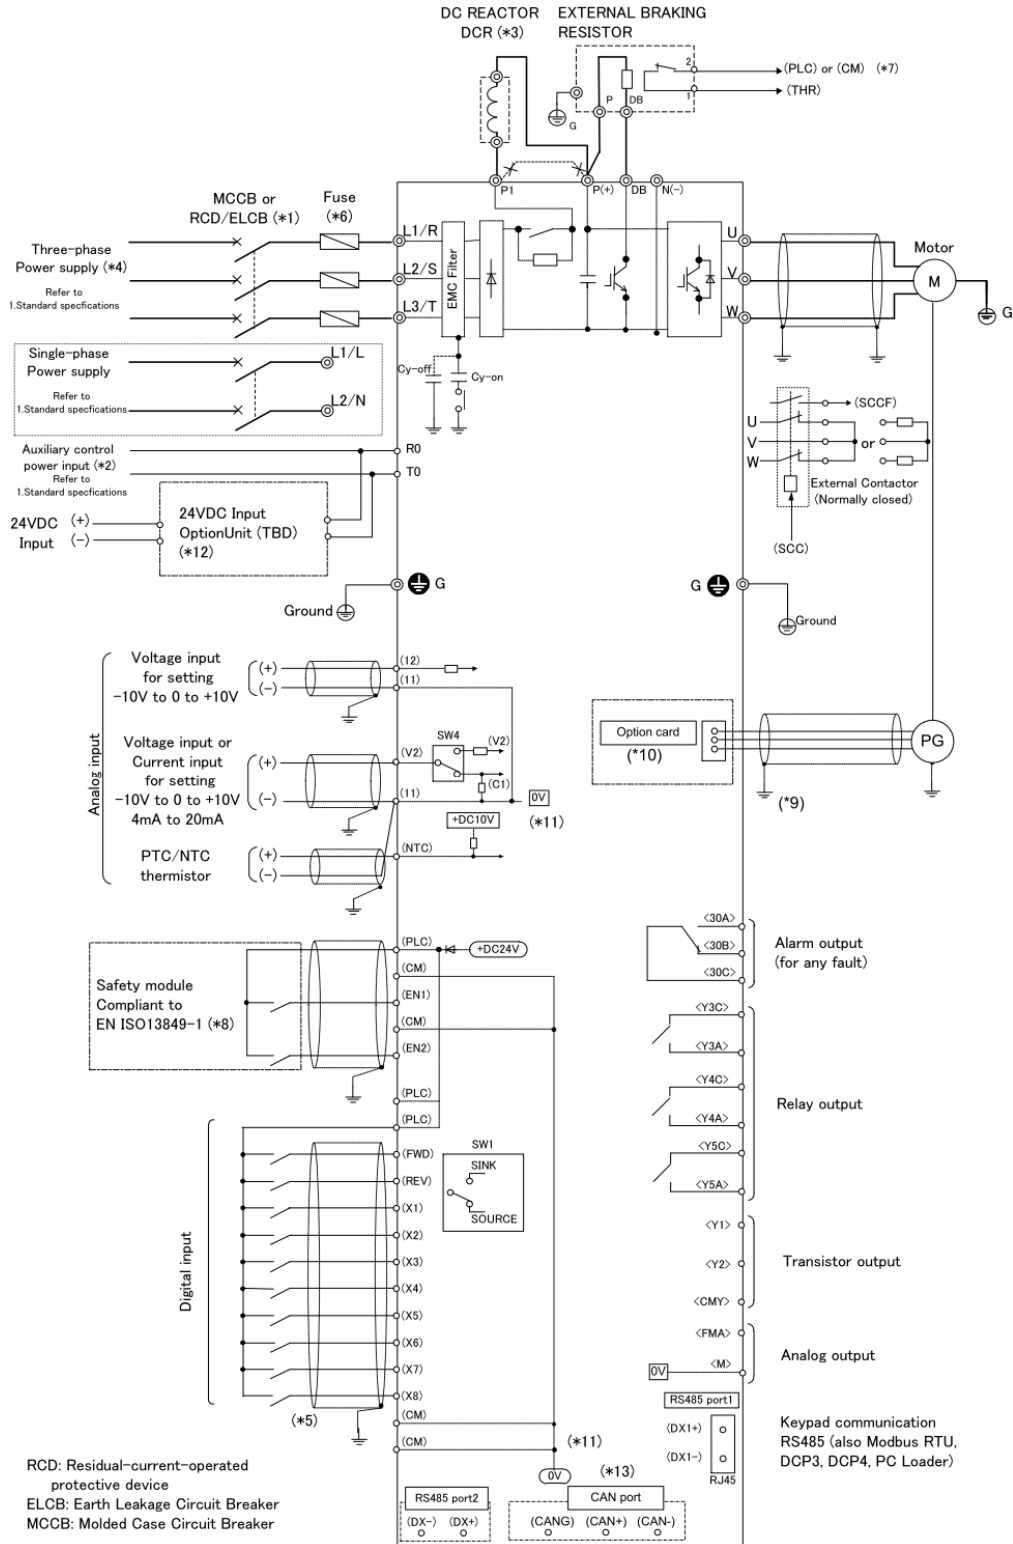 DC REACTOR
DCR (*3)
EXTERNAL BRAKING
RESISTOR
2
(PLC) or (CM) (*7)
P
DB
1
(THR)
G
P1
P(+)
DB
N(-)
MCCB or
RCD/ELCB (*1)
Fuse
(*6)
Three-phase
Power supply (*4)
Refer to
1.Standard specfications
L1/R
L2/S
L3/T
EMC Filter
U
V
W
Motor
M
G
Single-phase
Power supply
Refer to
1.Standard specfications
L1/L
L2/N
Cy-off
Cy-on
(SCCF)
U
V
W
or
External Contactor
(Normally closed)
(SCC)
Auxiliary control
power input (*2)
Refer to
1.Standard specfications
R0
T0
24VDC (+)
Input (-)
24VDC Input
OptionUnit (TBD)
(*12)
G
Ground
G
Ground
Analog input
Voltage input
for setting
-10V to 0 to +10V
(+)
(-)
(12)
(11)
Voltage input or
Current input
for setting
-10V to 0 to +10V
4mA to 20mA
(+)
(-)
(V2)
(11)
SW4
(V2)
(C1)
0V
(*11)
+DC10V
PTC/NTC
thermistor
(+)
(-)
(NTC)
Option card
(*10)
PG
(*9)
Safety module
Compliant to
EN ISO13849-1 (*8)
(PLC)
+DC24V
(CM)
(EN1)
(CM)
(EN2)
(PLC)
(PLC)
<30A>
<30B>
<30C>
Alarm output
(for any fault)
<Y3C>
<Y3A>
<Y4C>
<Y4A>
<Y5C>
<Y5A>
Relay output
Digital input
(FWD)
(REV)
(X1)
(X2)
(X3)
(X4)
(X5)
(X6)
(X7)
(X8)
(CM)
(CM)
(*5)
SW1
SINK
SOURCE
<Y1>
<Y2>
<CMY>
Transistor output
<FMA>
<M>
0V
Analog output
RS485 port1
(DX1+)
(DX1-)
RJ45
Keypad communication
RS485 (also Modbus RTU,
DCP3, DCP4, PC Loader)
(*11)
0V
(*13)
RCD: Residual-current-operated
protective device
ELCB: Earth Leakage Circuit Breaker
MCCB: Molded Case Circuit Breaker
RS485 port2
(DX-) (DX+)
CAN port
(CANG) (CAN+) (CAN-)